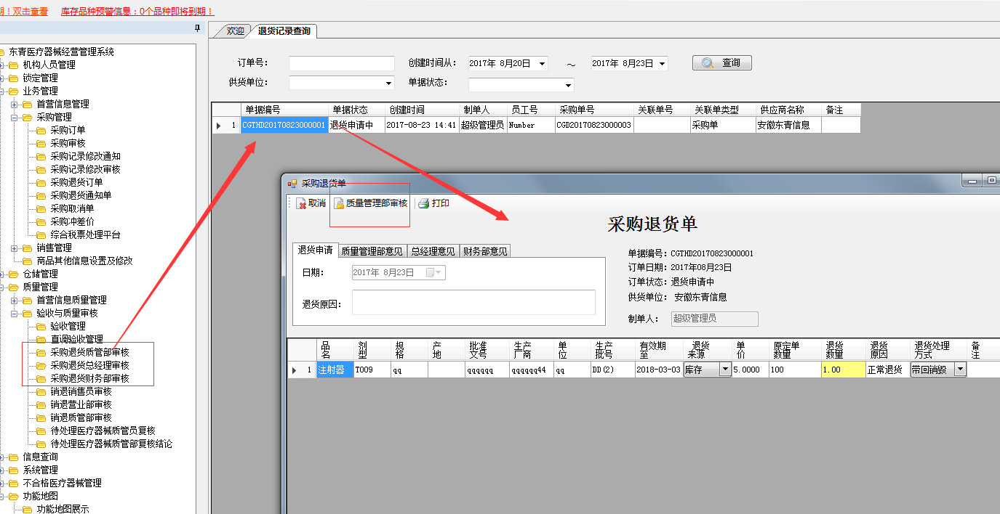 期！双击查看 库存品种预警信息：0个品种即将到期！
东青医疗器械经营管理系统
机构人员管理
锁定管理
业务管理
首营信息管理
采购管理
采购订单
采购审核
采购记录修改通知
采购记录修改审核
采购退货订单
采购退货通知单
采购取消单
采购冲差价
综合税票处理平台
销售管理
商品其他信息设置及修改
仓储管理
质量管理
首营信息质量管理
验收与质量审核
验收管理
直调验收管理
采购退货质管部审核
采购退货总经理审核
采购退货财务部审核
销退销售员审核
销退营业部审核
销退质管部审核
待处理医疗器械质管员复核
待处理医疗器械质管部复核结论
信息查询
系统管理
不合格医疗器械管理
功能地图
功能地图展示
欢迎 退货记录查询
订单号： 创建时间从： 2017年 8月20日 ～ 2017年 8月23日 查询
供货单位： 单据状态：
单据编号 单据状态 创建时间 制单人 员工号 采购单号 关联单号 关联单类型 供应商名称 备注
1 CGTHD20170823000001 退货申请中 2017-08-23 14:41 超级管理员 Number CGD20170823000003 采购单 安徽东青信息
采购退货单
取消 质量管理部审核 打印
采购退货单
退货申请 质量管理部意见 总经理意见 财务部意见
日期： 2017年 8月23日
退货原因：
单据编号：CGTHD20170823000001
订单日期：2017年08月23日
订单状态：退货申请中
供货单位： 安徽东青信息
制单人： 超级管理员
品名 剂型 规格 产地 批准文号 生产厂商 单位 生产批号 有效期至 退货来源 单价 原定单数量 退货数量 退货原因 退货处理方式 备注
1 注射器 T009 qq qqqqqq qqqqqq44 qq DD(2) 2018-03-03 库存 5.0000 100 1.00 正常退货 带回销毁